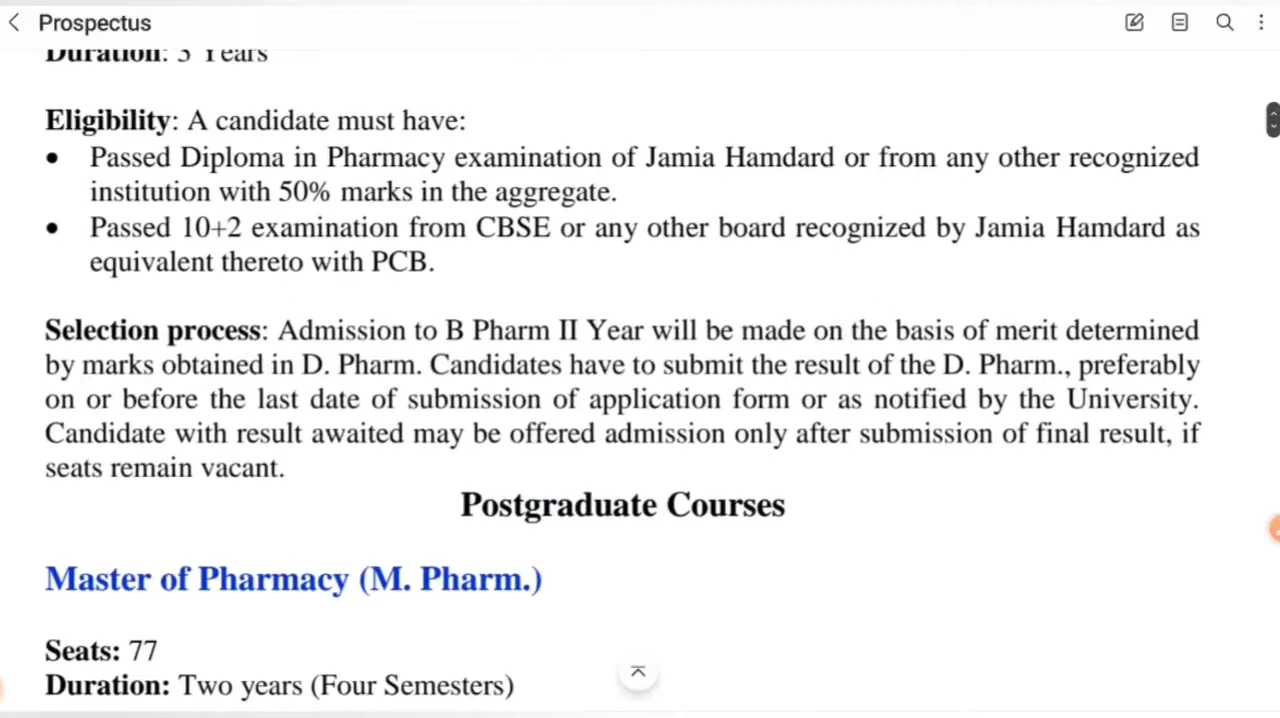 Prospectus
Duration: 3 Years
Eligibility: A candidate must have:
• Passed Diploma in Pharmacy examination of Jamia Hamdard or from any other recognized
institution with 50% marks in the aggregate.
• Passed 10+2 examination from CBSE or any other board recognized by Jamia Hamdard as
equivalent thereto with PCB.
Selection process: Admission to B Pharm II Year will be made on the basis of merit determined
by marks obtained in D. Pharm. Candidates have to submit the result of the D. Pharm., preferably
on or before the last date of submission of application form or as notified by the University.
Candidate with result awaited may be offered admission only after submission of final result, if
seats remain vacant.
Postgraduate Courses
Master of Pharmacy (M. Pharm.)
Seats: 77
Duration: Two years (Four Semesters)